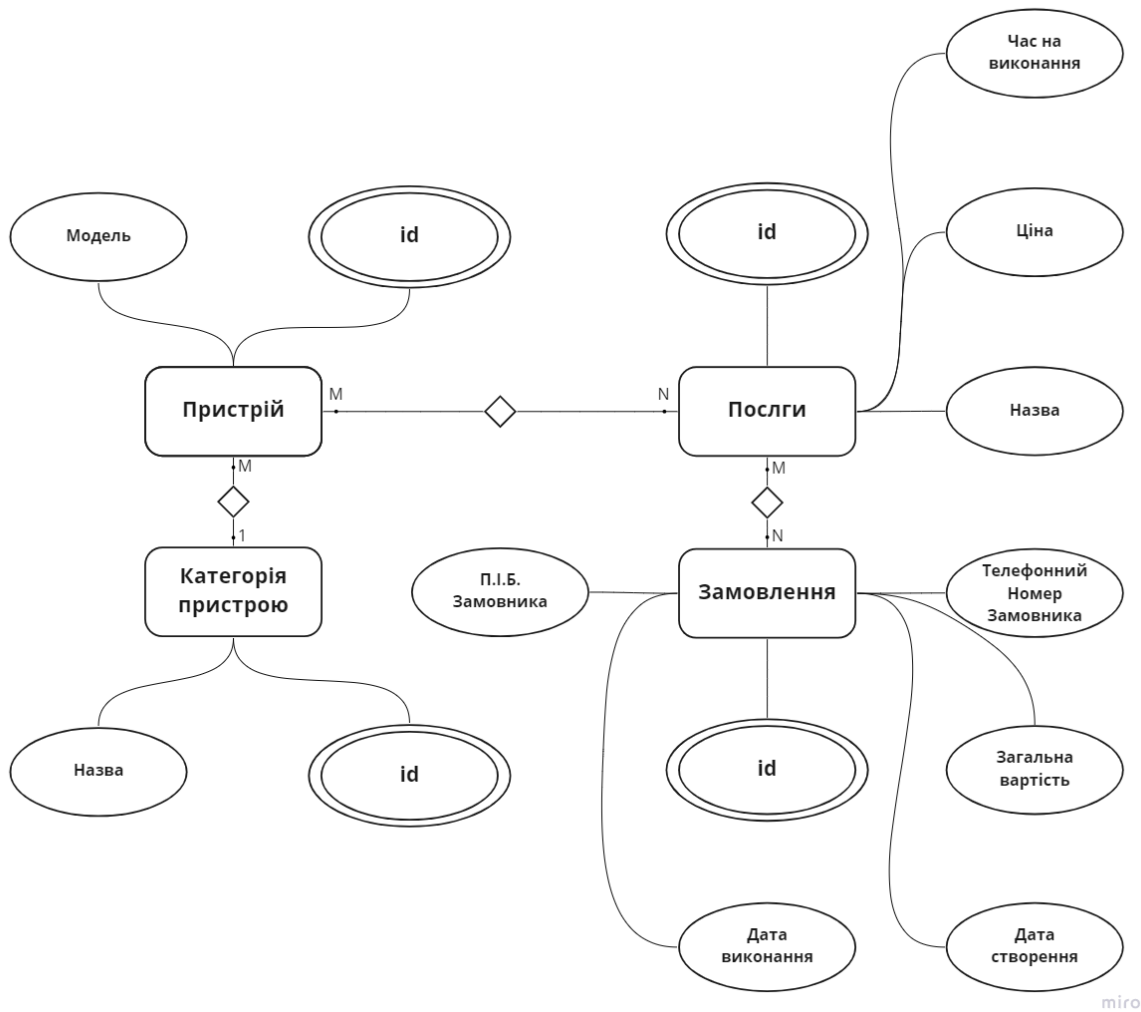 Час на
виконання
Модель
id
id
Ціна
Пристрій
M
N
Послги
Назва
M
1
M
N
Категорія
пристрою
П.І.Б.
Замовника
Замовлення
Телефонний
Номер
Замовника
Назва
id
id
Загальна
вартість
Дата
виконання
Дата
створення
miro